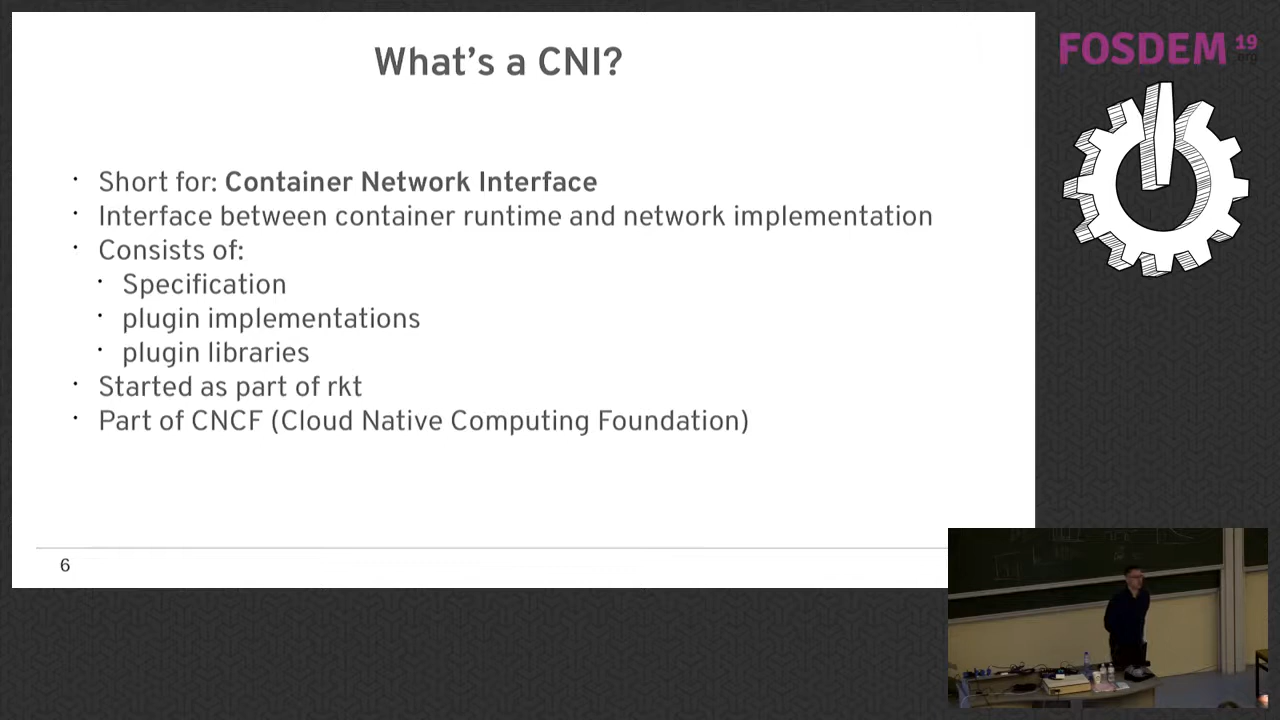 What's a CNI?
Short for: Container Network Interface
Interface between container runtime and network implementation
Consists of:
Specification
plugin implementations
plugin libraries
Started as part of rkt
Part of CNCF (Cloud Native Computing Foundation)
6
FOSDEM 19
.org